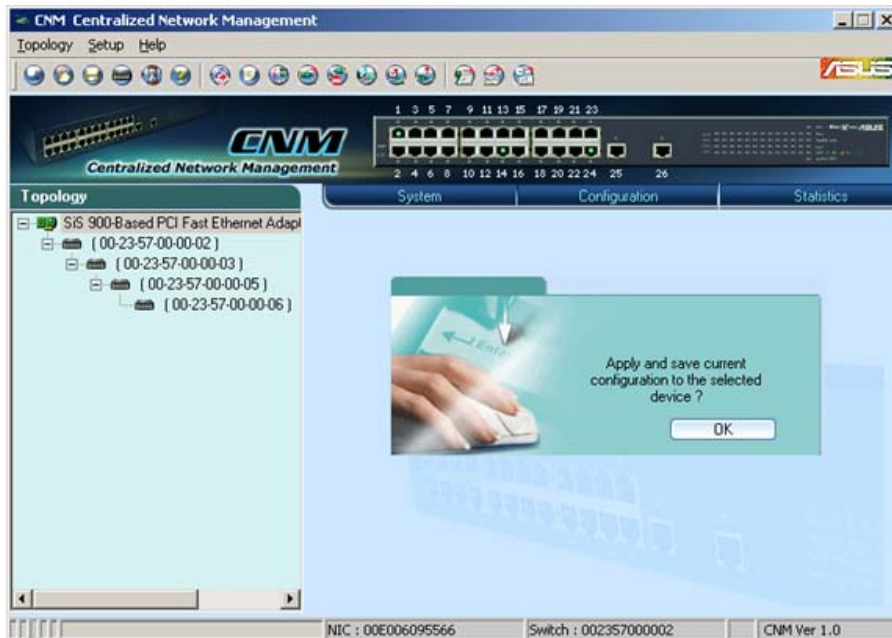 CNM Centralized Network Management
Topology Setup Help
ASUS
CNM
Centralized Network Management
1 3 5 7 9 11 13 15 17 19 21 23
2 4 6 8 10 12 14 16 18 20 22 24 25 26
Topology
System Configuration Statistics
SiS 900-Based PCI Fast Ethernet Adapt
( 00-23-57-00-00-02 )
( 00-23-57-00-00-03 )
( 00-23-57-00-00-05 )
( 00-23-57-00-00-06 )
Enter
Apply and save current
configuration to the selected
device ?
OK
NIC : 00E006095566 Switch : 002357000002 CNM Ver 1.0